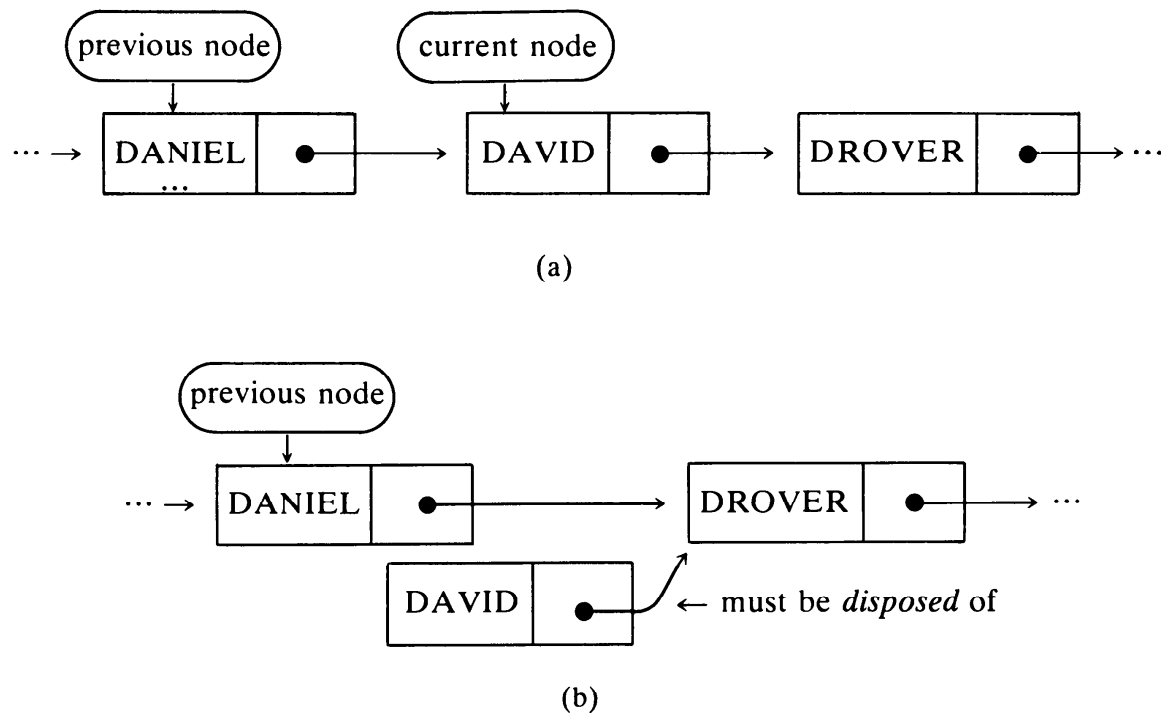 previous node
current node
··· DANIEL DAVID DROVER ···
...
(a)
previous node
··· DANIEL DROVER ···
DAVID must be disposed of
(b)